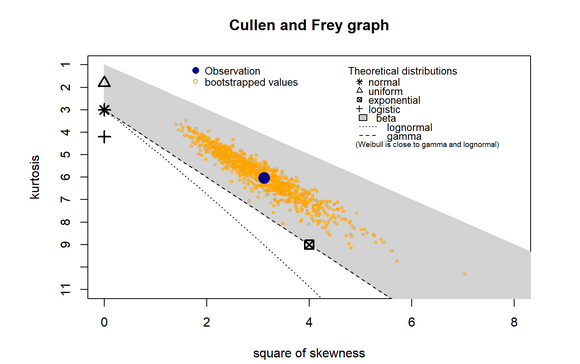 Cullen and Frey graph
Observation
bootstrapped values
Theoretical distributions
normal
uniform
exponential
logistic
beta
lognormal
gamma
(Weibull is close to gamma and lognormal)
kurtosis
1
2
3
4
5
6
7
8
9
11
0 2 4 6 8
square of skewness